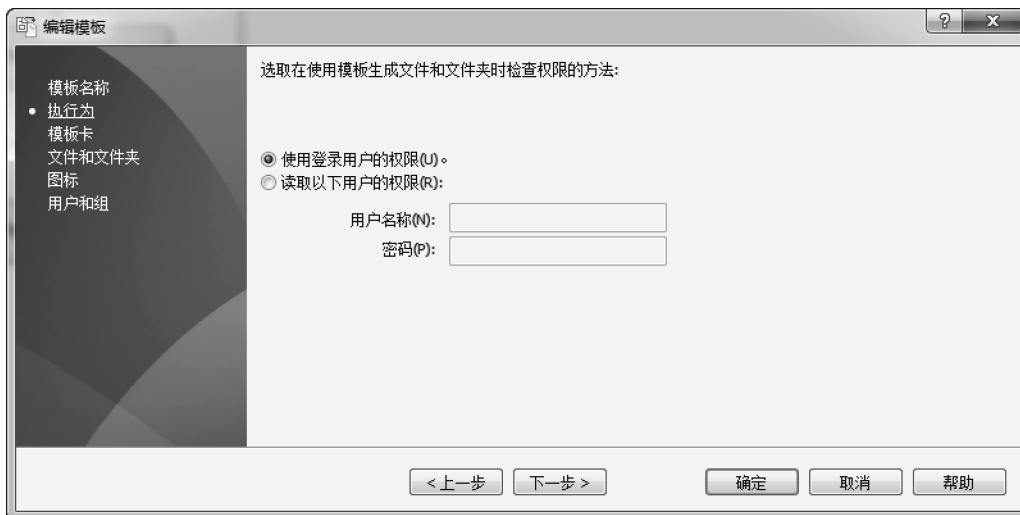 编辑模板
模板名称
执行为
模板卡
文件和文件夹
图标
用户和组
选取在使用模板生成文件和文件夹时检查权限的方法:
使用登录用户的权限(U)。
读取以下用户的权限(R):
用户名称(N):
密码(P):
<上一步
下一步>
确定
取消
帮助